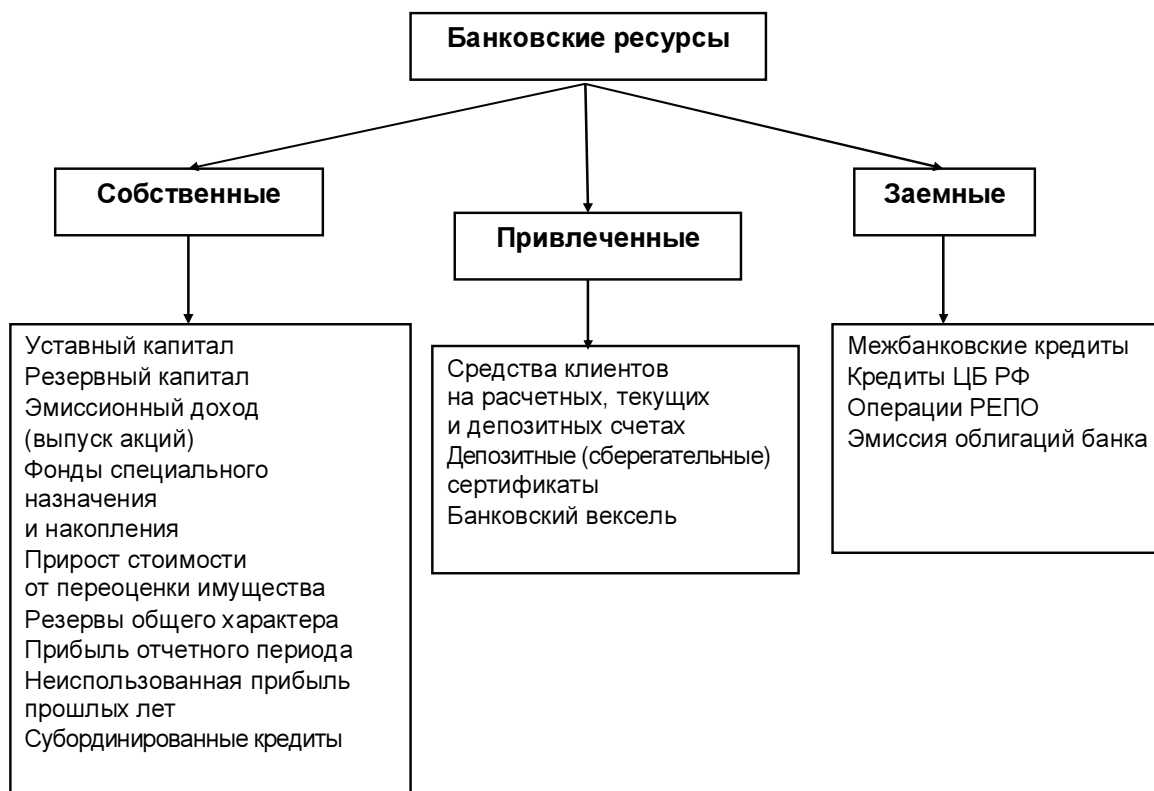 Банковские ресурсы
Собственные
Привлеченные
Заемные
Уставный капитал
Резервный капитал
Эмиссионный доход
(выпуск акций)
Фонды специального
назначения
и накопления
Прирост стоимости
от переоценки имущества
Резервы общего характера
Прибыль отчетного периода
Неиспользованная прибыль
прошлых лет
Субординированные кредиты
Средства клиентов
на расчетных, текущих
и депозитных счетах
Депозитные (сберегательные)
сертификаты
Банковский вексель
Межбанковские кредиты
Кредиты ЦБ РФ
Операции РЕПО
Эмиссия облигаций банка